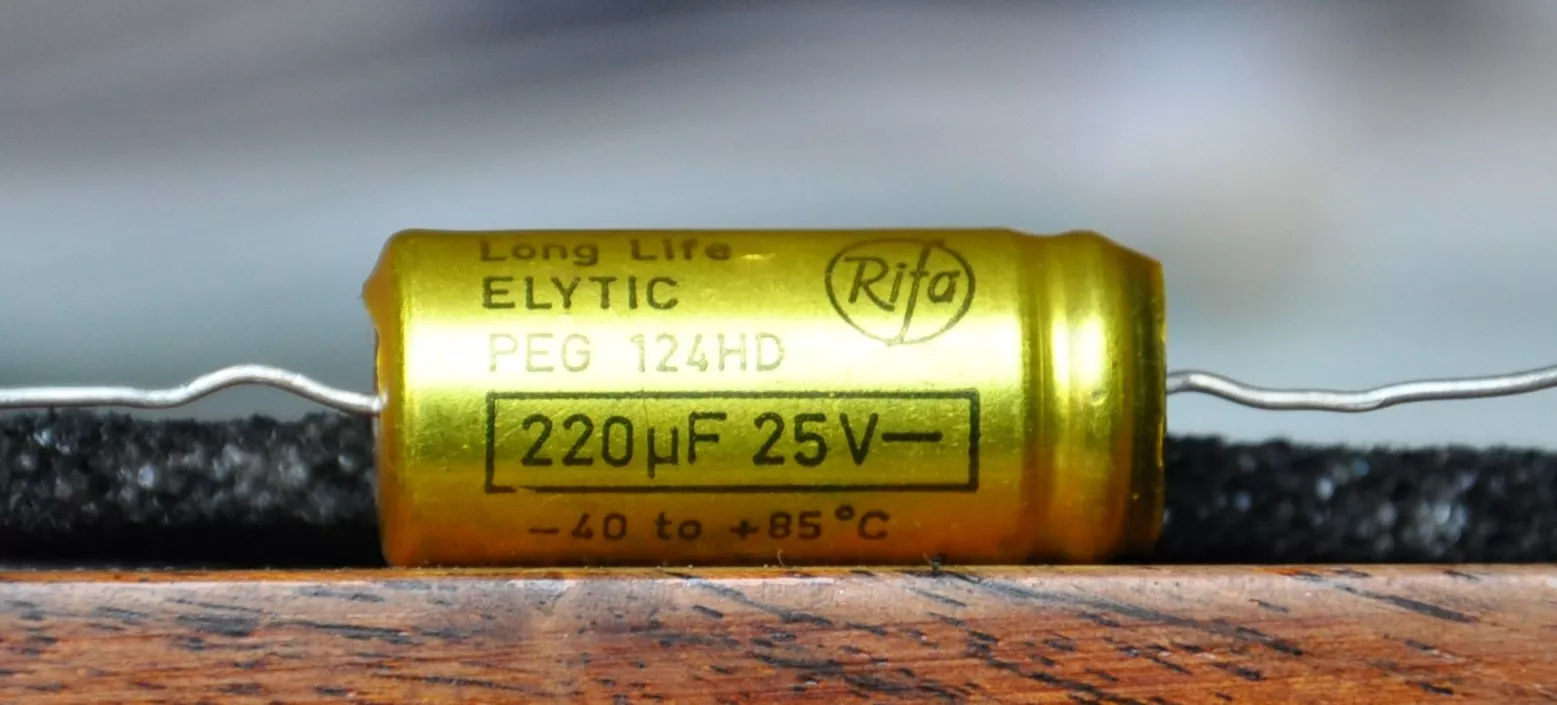 Long Life
ELYTIC
Rifa
PEG 124HD
220µF 25V—
−40 to +85°C